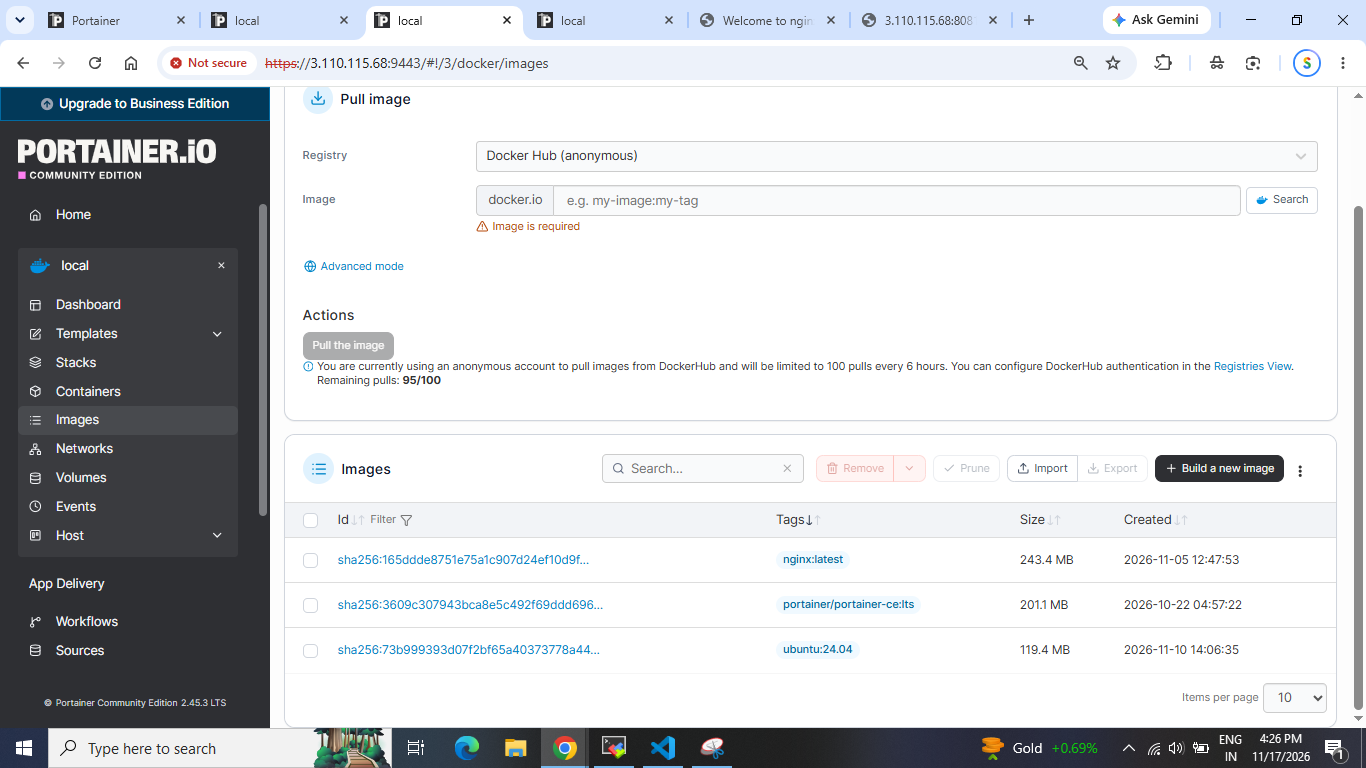 Portainer
local
local
local
Welcome to ngin
3.110.115.68:808
Ask Gemini
Not secure https://3.110.115.68:9443/#!/3/docker/images
S
Upgrade to Business Edition
PORTAINER.IO
COMMUNITY EDITION
Home
local
Dashboard
Templates
Stacks
Containers
Images
Networks
Volumes
Events
Host
App Delivery
Workflows
Sources
© Portainer Community Edition 2.45.3 LTS
Pull image
Registry Docker Hub (anonymous)
Image docker.io e.g. my-image:my-tag Search
Image is required
Advanced mode
Actions
Pull the image
You are currently using an anonymous account to pull images from DockerHub and will be limited to 100 pulls every 6 hours. You can configure DockerHub authentication in the Registries View.
Remaining pulls: 95/100
Images Search... Remove Prune Import Export + Build a new image
Id Filter Tags Size Created
sha256:165ddde8751e75a1c907d24ef10d9f... nginx:latest 243.4 MB 2026-11-05 12:47:53
sha256:3609c307943bca8e5c492f69ddd696... portainer/portainer-ce:lts 201.1 MB 2026-10-22 04:57:22
sha256:73b999393d07f2bf65a40373778a44... ubuntu:24.04 119.4 MB 2026-11-10 14:06:35
Items per page 10
Type here to search
Gold +0.69%
ENG
IN
4:26 PM
11/17/2026
1